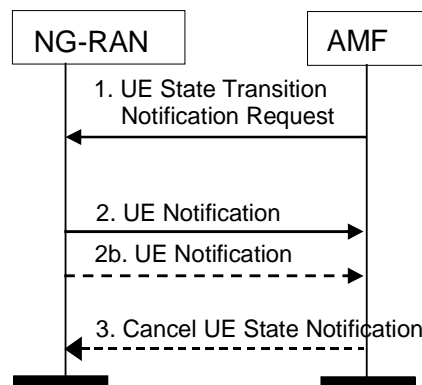 NG-RAN
AMF
1. UE State Transition
Notification Request
2. UE Notification
2b. UE Notification
3. Cancel UE State Notification